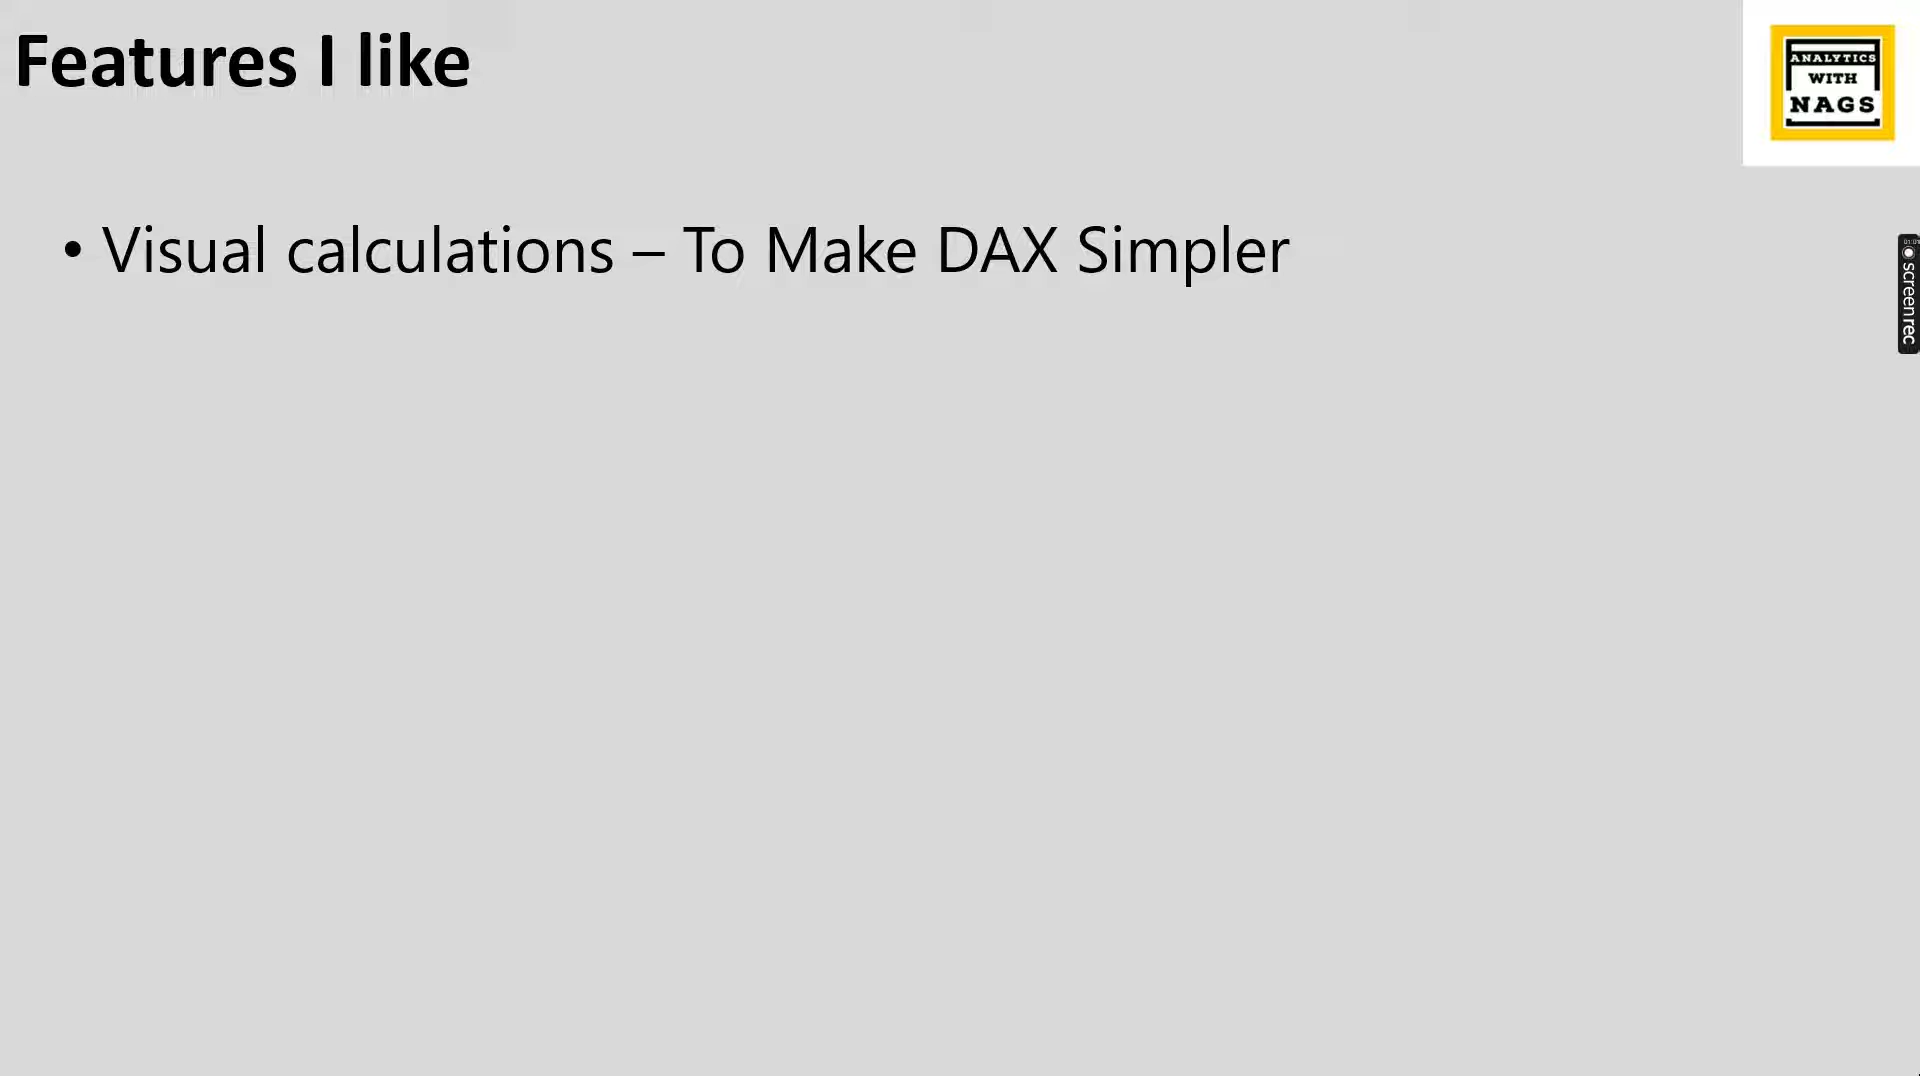 Features I like
ANALYTICS
WITH
NAGS
• Visual calculations – To Make DAX Simpler
screenrec